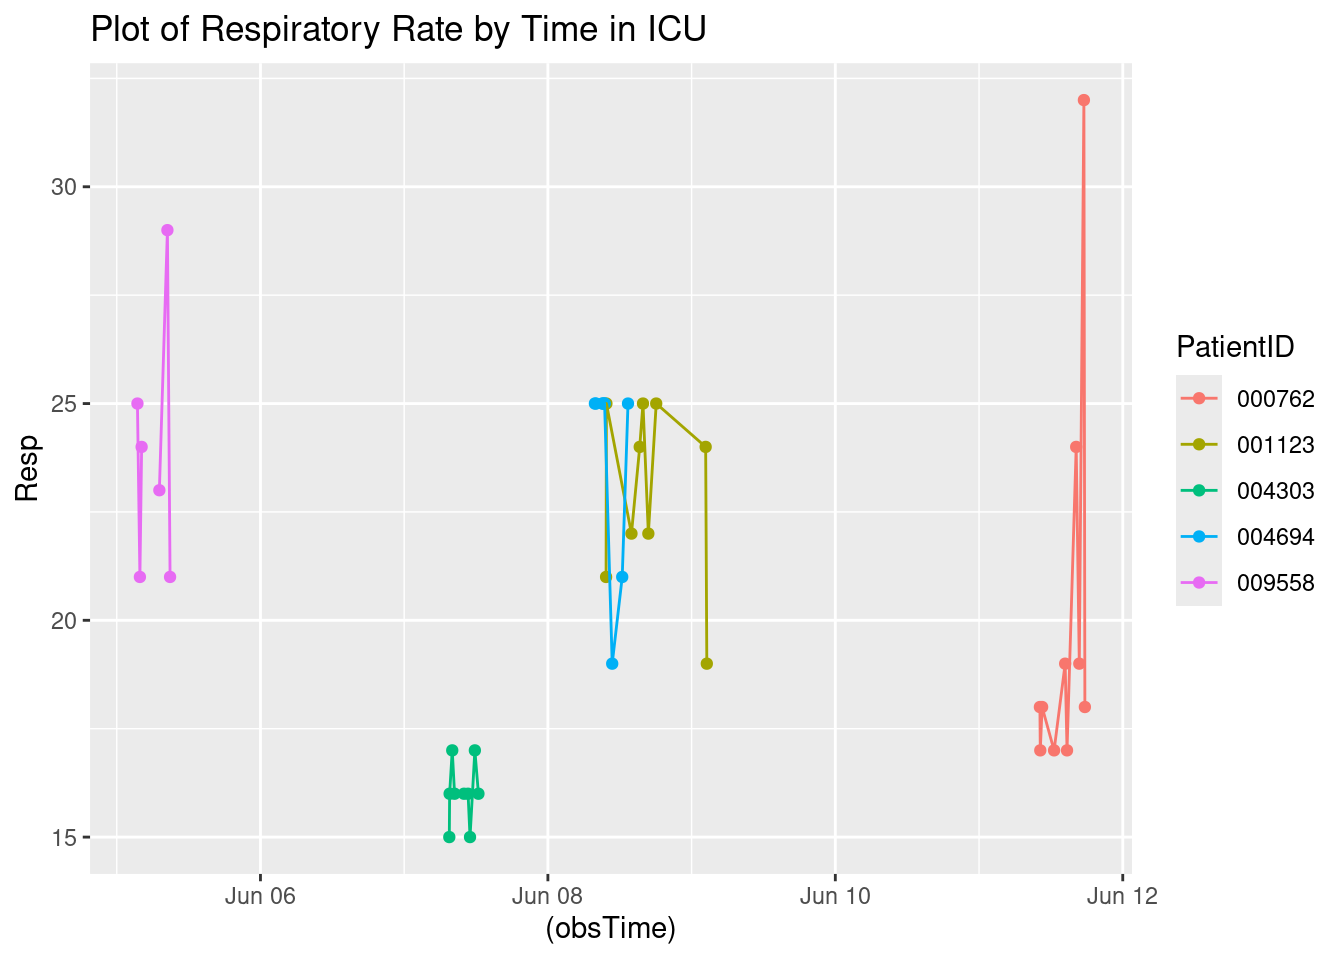 Plot of Respiratory Rate by Time in ICU
Resp
30
25
20
15
Jun 06
Jun 08
Jun 10
Jun 12
(obsTime)
PatientID
000762
001123
004303
004694
009558